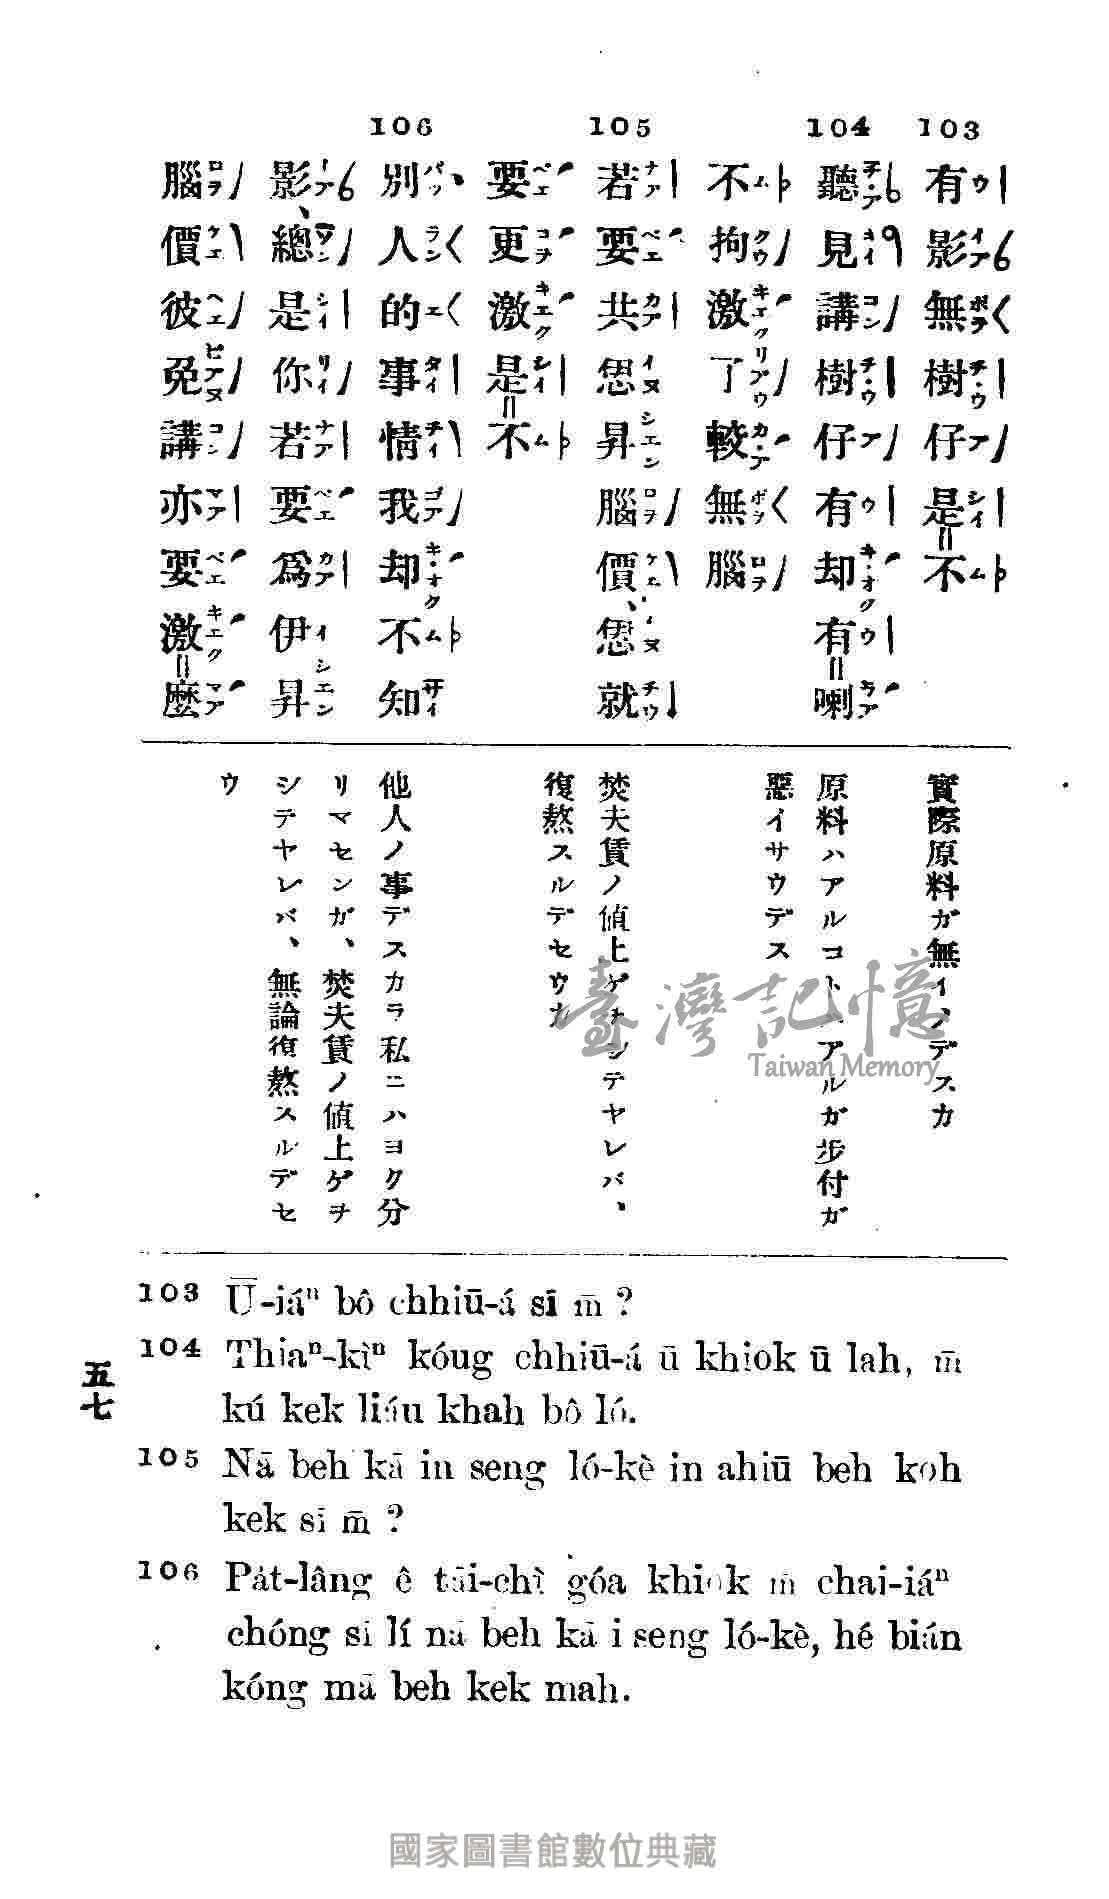 103
有影無樹仔是不
104
聽見講樹仔有却有喇
不拘激了較無腦
105
若要共恁昇腦價、恁就
要更激是不
106
別人的事情我却不知
影、總是你若要為伊昇
腦價彼免講亦要激麼
實際原料ガ無イノデスカ
原料ハアルコトハアルガ步付ガ
惡イサウデス
焚夫賃ノ値上ゲヲシテヤレバ、
復熬スルデセウカ
他人ノ事デスカラ私ニハヨク分
リマセンガ、焚夫賃ノ値上ゲヲ
シテヤレバ、無論復熬スルデセ
ウ
103 Ū-iáⁿ bô chhiū-á sī m̄ ?
104 Thiaⁿ-kìⁿ kóug chhiū-á ū khiok ū lah, m̄
kú kek liáu khah bô ló.
105 Nā beh kā in seng ló-kè in ahiū beh koh
kek sī m̄ ?
106 Pa̍t-lâng ê tāi-chì góa khiok m̄ chai-iáⁿ
chóng sī lí nā beh kā i seng ló-kè, hé bián
kóng mā beh kek mah.
五七
臺灣記憶
Taiwan Memory
國家圖書館數位典藏